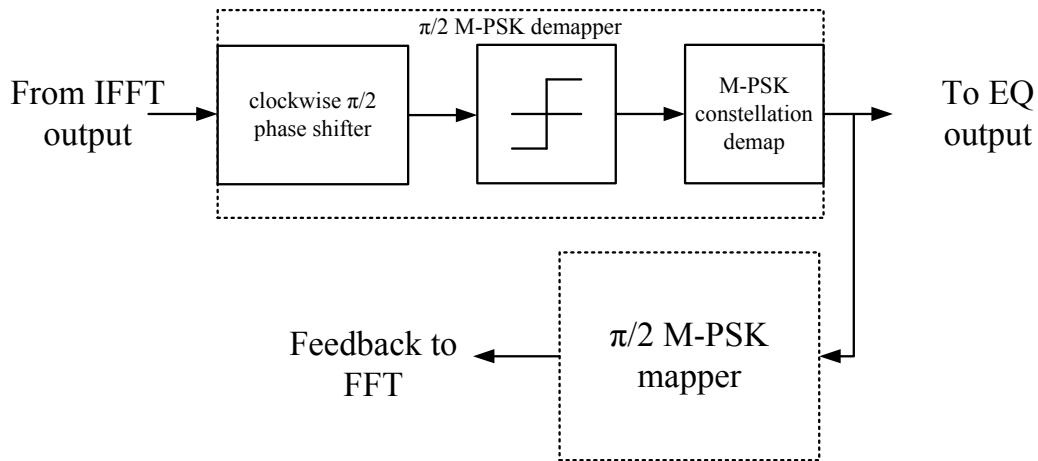 π/2 M-PSK demapper
From IFFT
output
clockwise π/2
phase shifter
M-PSK
constellation
demap
To EQ
output
π/2 M-PSK
mapper
Feedback to
FFT